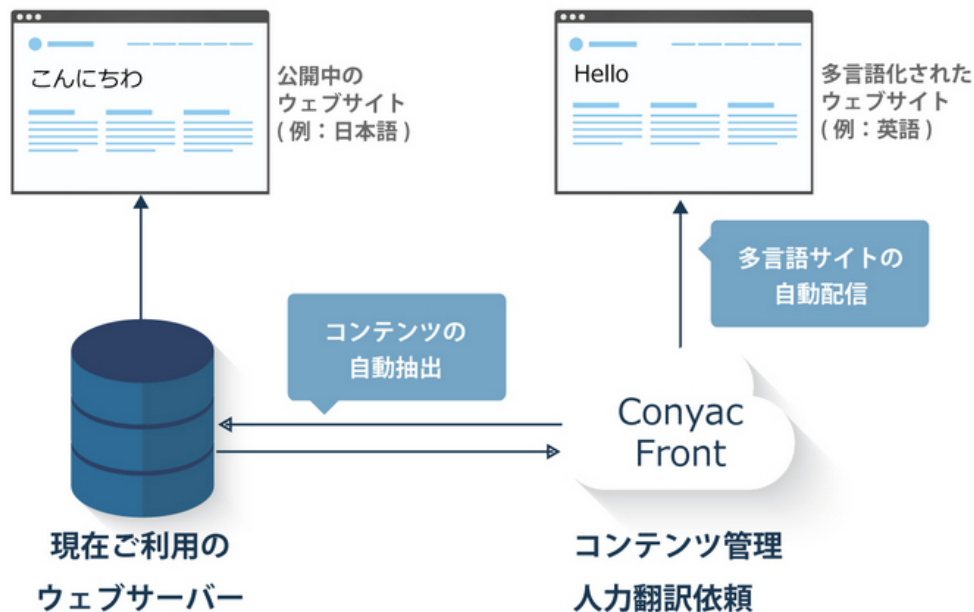 こんにちわ
公開中の
ウェブサイト
( 例：日本語 )
Hello
多言語化された
ウェブサイト
( 例：英語 )
多言語サイトの
自動配信
コンテンツの
自動抽出
Conyac
Front
現在ご利用の
ウェブサーバー
コンテンツ管理
人力翻訳依頼